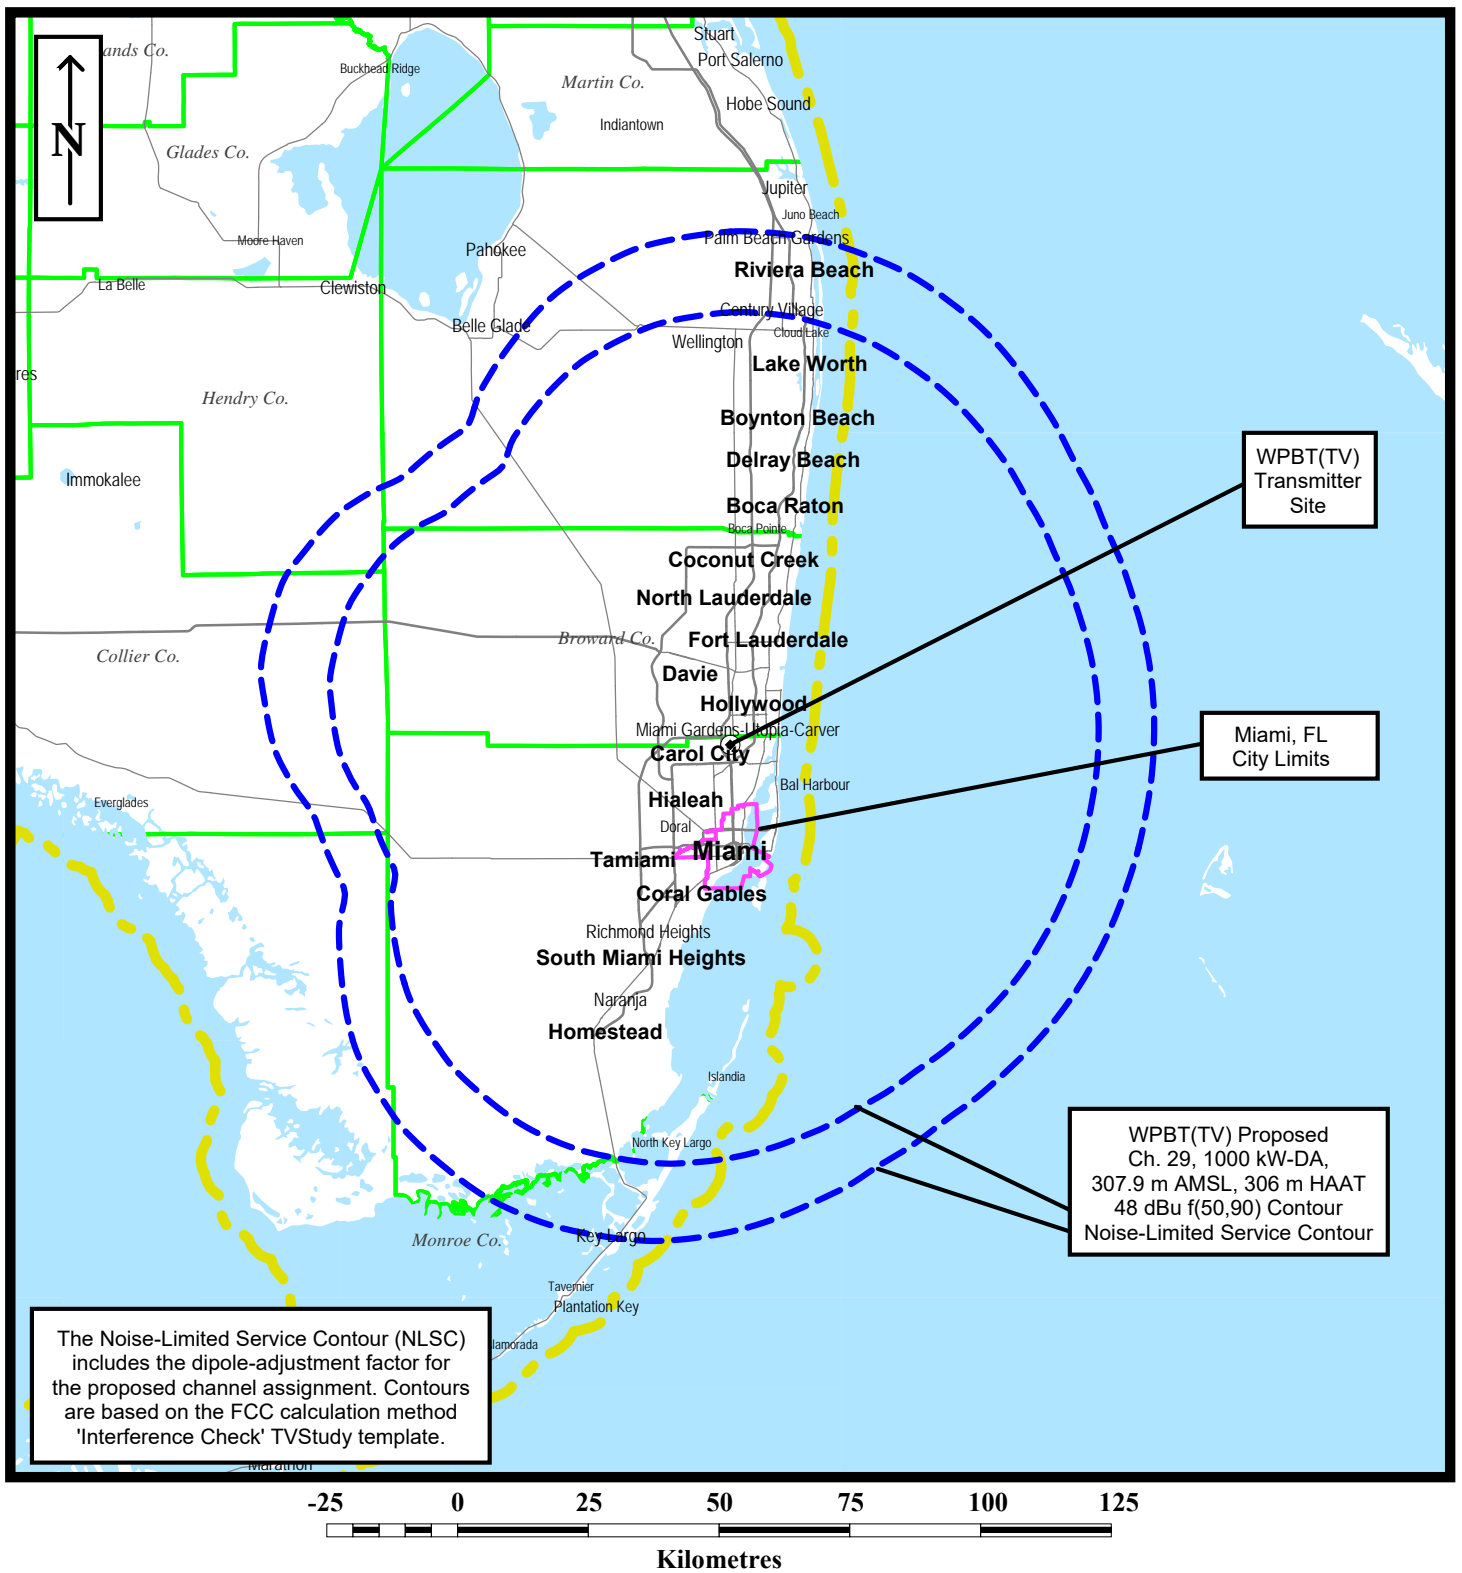 Stuart
ands Co.
Port Salerno
Buckhead Ridge
Martin Co.
Hobe Sound
Indiantown
N
Glades Co.
Jupiter
Juno Beach
Moore Haven
Palm Beach Gardens
Pahokee
Riviera Beach
La Belle
Clewiston
Century Village
Belle Glade
Cloud Lake
Wellington
Lake Worth
res
Hendry Co.
Boynton Beach
Delray Beach
WPBT(TV)
Transmitter
Site
Immokalee
Boca Raton
Boca Pointe
Coconut Creek
North Lauderdale
Broward Co.
Fort Lauderdale
Collier Co.
Davie
Hollywood
Miami Gardens-Utopia-Carver
Carol City
Miami, FL
City Limits
Bal Harbour
Everglades
Hialeah
Doral
Miami
Tamiami
Coral Gables
Richmond Heights
South Miami Heights
Naranja
Homestead
Islandia
North Key Largo
WPBT(TV) Proposed
Ch. 29, 1000 kW-DA,
307.9 m AMSL, 306 m HAAT
48 dBu f(50,90) Contour
Noise-Limited Service Contour
Monroe Co.
Key Largo
Tavernier
Plantation Key
lamorada
The Noise-Limited Service Contour (NLSC)
includes the dipole-adjustment factor for
the proposed channel assignment. Contours
are based on the FCC calculation method
'Interference Check' TVStudy template.
Marathon
-25 0 25 50 75 100 125
Kilometres